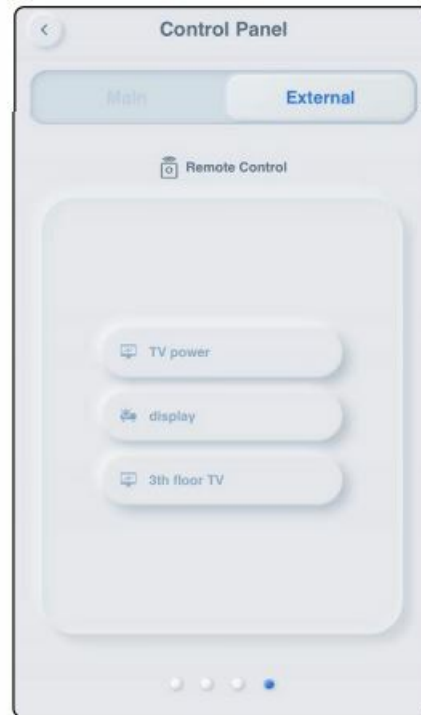 Control Panel
Main External
Remote Control
TV power
display
3th floor TV